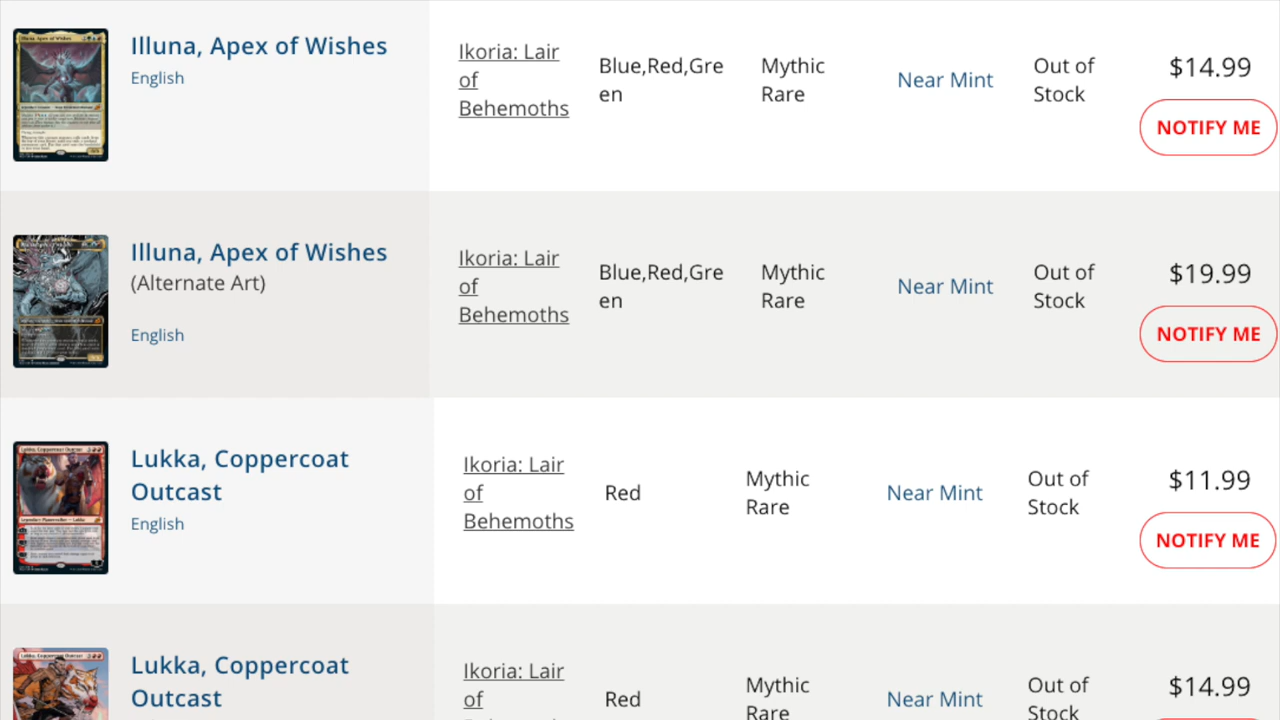 Illuna, Apex of Wishes
English
Ikoria: Lair
of
Behemoths
Blue,Red,Gre
en
Mythic
Rare
Near Mint
Out of
Stock
$14.99
NOTIFY ME
Illuna, Apex of Wishes
(Alternate Art)
English
Ikoria: Lair
of
Behemoths
Blue,Red,Gre
en
Mythic
Rare
Near Mint
Out of
Stock
$19.99
NOTIFY ME
Lukka, Coppercoat
Outcast
English
Ikoria: Lair
of
Behemoths
Red
Mythic
Rare
Near Mint
Out of
Stock
$11.99
NOTIFY ME
Lukka, Coppercoat
Outcast
Ikoria: Lair
of
Red
Mythic
Rare
Near Mint
Out of
Stock
$14.99